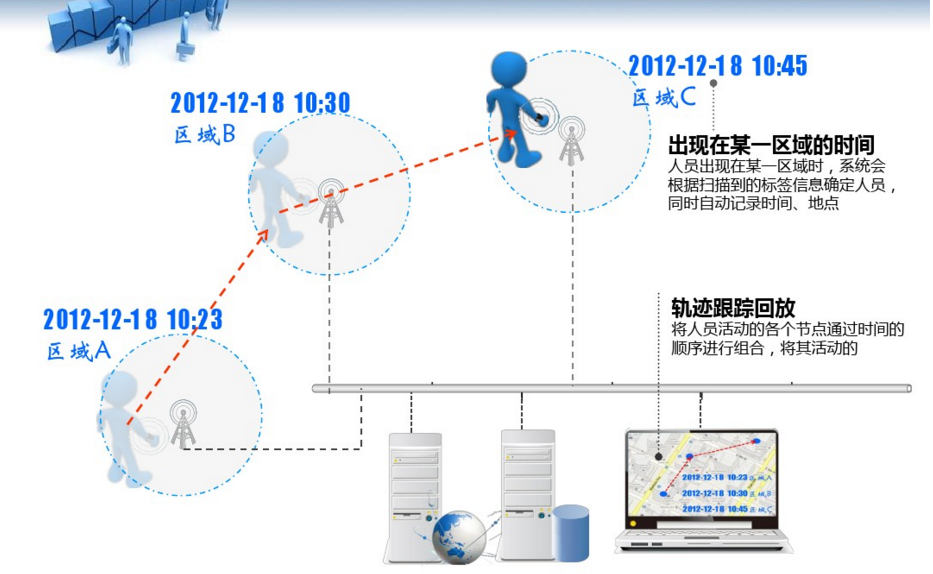 2012-12-18 10:45
区域C
2012-12-18 10:30
区域B
出现在某一区域的时间
人员出现在某一区域时，系统会
根据扫描到的标签信息确定人员，
同时自动记录时间、地点
2012-12-18 10:23
区域A
轨迹跟踪回放
将人员活动的各个节点通过时间的
顺序进行组合，将其活动的
2012-12-18 10:23 区域A
2012-12-18 10:30 区域B
2012-12-18 10:45 区域C